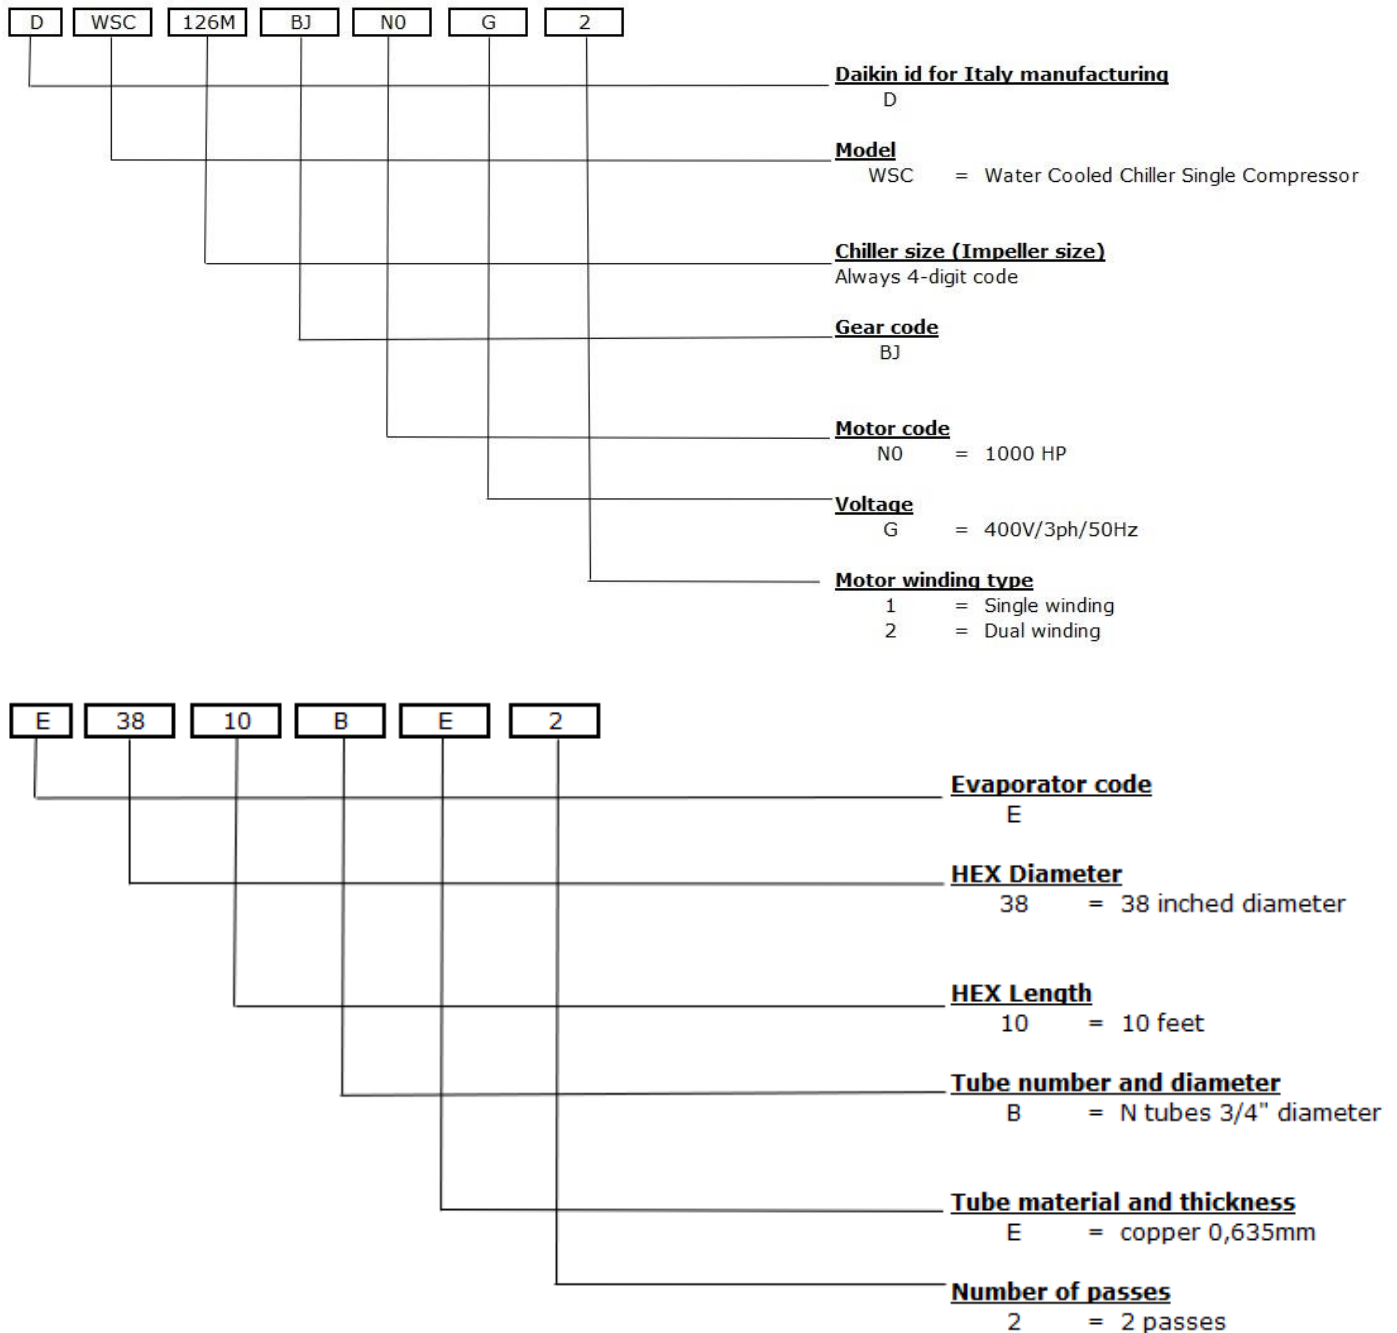 D WSC 126M BJ N0 G 2
Daikin id for Italy manufacturing
D
Model
WSC = Water Cooled Chiller Single Compressor
Chiller size (Impeller size)
Always 4-digit code
Gear code
BJ
Motor code
N0 = 1000 HP
Voltage
G = 400V/3ph/50Hz
Motor winding type
1 = Single winding
2 = Dual winding
E 38 10 B E 2
Evaporator code
E
HEX Diameter
38 = 38 inched diameter
HEX Length
10 = 10 feet
Tube number and diameter
B = N tubes 3/4" diameter
Tube material and thickness
E = copper 0,635mm
Number of passes
2 = 2 passes